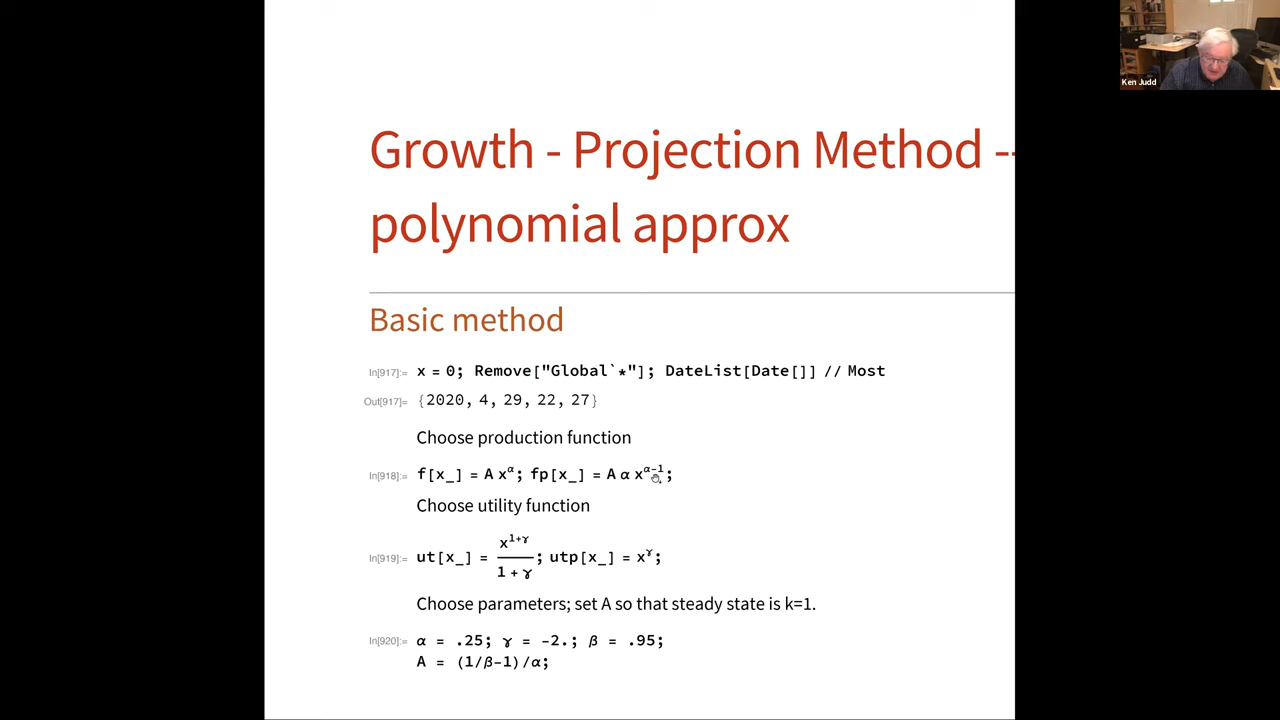 Ken Judd
Growth - Projection Method --
polynomial approx
Basic method
In[917]:= x = 0; Remove["Global`*"]; DateList[Date[]] // Most
Out[917]= {2020, 4, 29, 22, 27}
Choose production function
In[918]:= f[x_] = A x^α; fp[x_] = A α x^α-1;
Choose utility function
In[919]:= ut[x_] = x^1+γ / 1 + γ; utp[x_] = x^γ;
Choose parameters; set A so that steady state is k=1.
In[920]:= α = .25; γ = -2.; β = .95;
A = (1/β-1)/α;